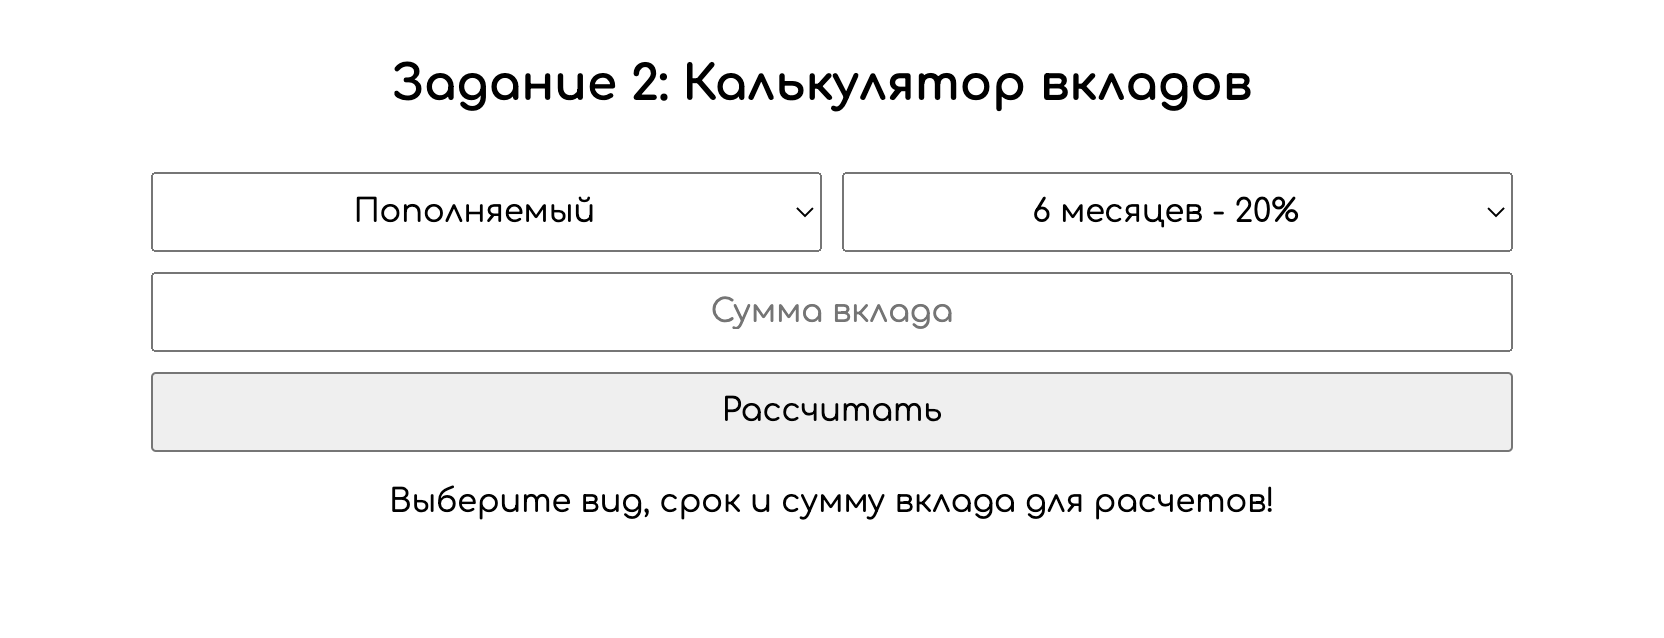 Задание 2: Калькулятор вкладов
Пополняемый
6 месяцев - 20%
Сумма вклада
Рассчитать
Выберите вид, срок и сумму вклада для расчетов!